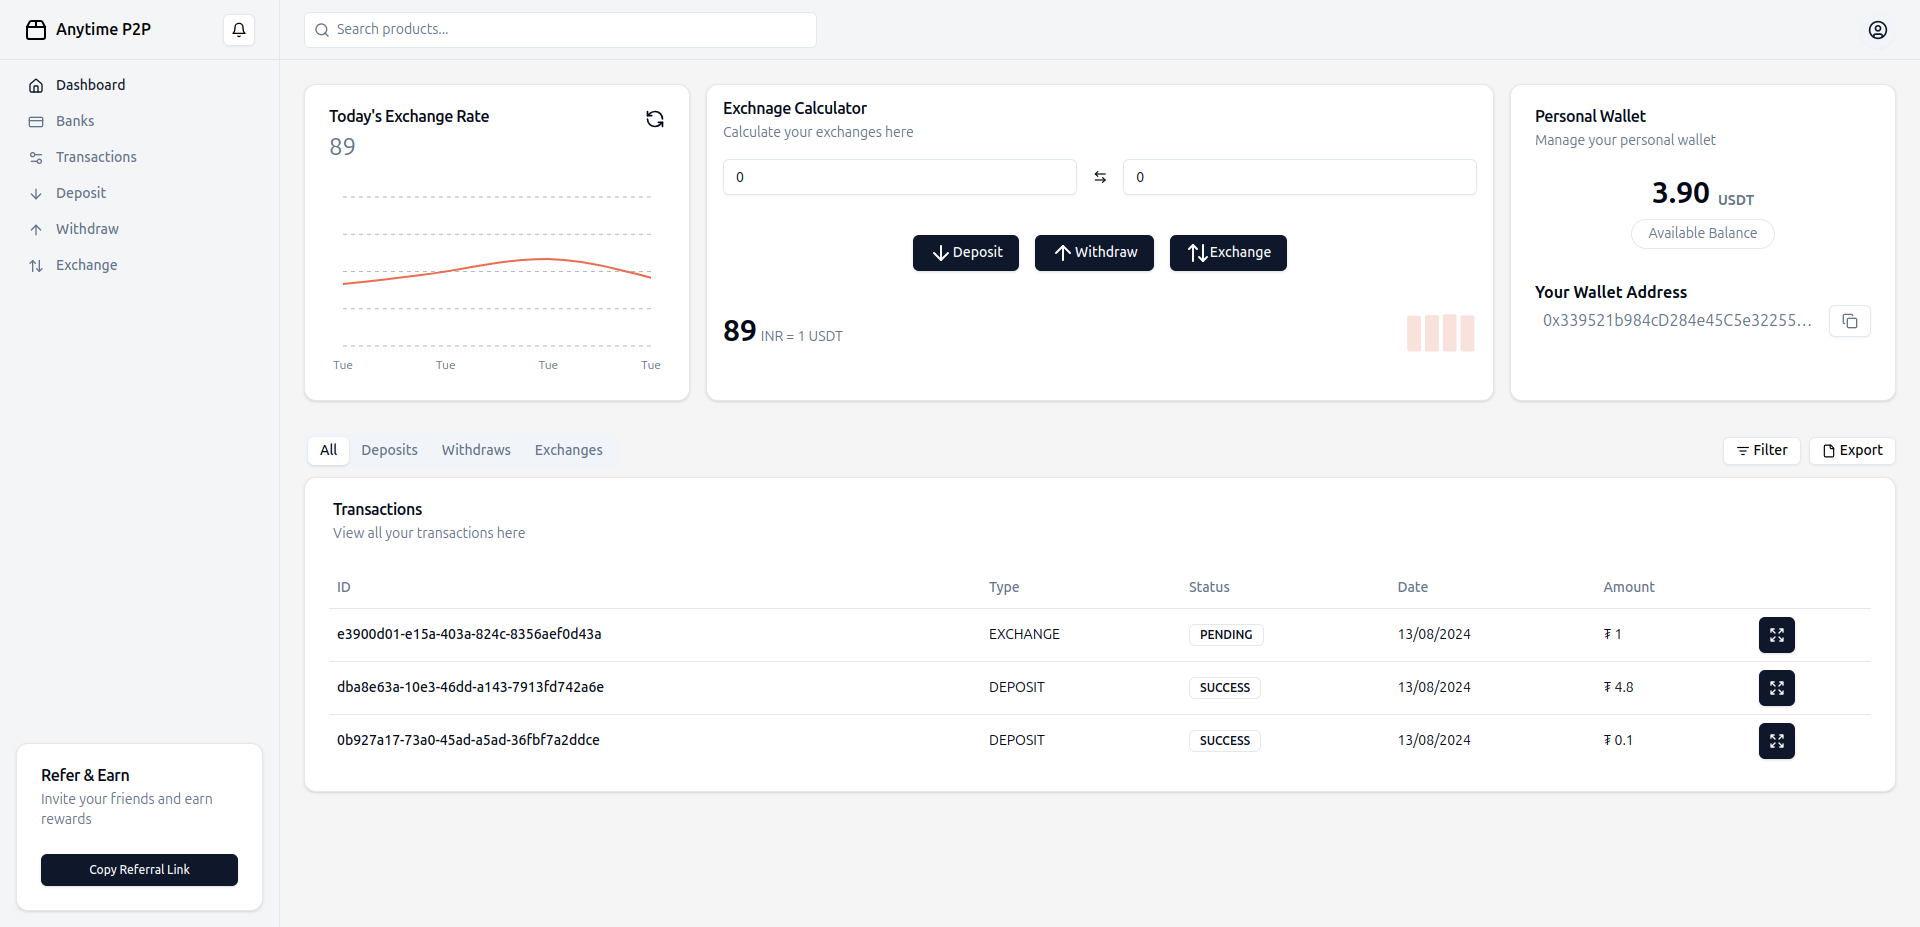 Anytime P2P
Search products...
Dashboard
Banks
Transactions
Deposit
Withdraw
Exchange
Refer & Earn
Invite your friends and earn
rewards
Copy Referral Link
Today's Exchange Rate
89
Tue Tue Tue Tue
Exchnage Calculator
Calculate your exchanges here
0 0
Deposit Withdraw Exchange
89 INR = 1 USDT
Personal Wallet
Manage your personal wallet
3.90 USDT
Available Balance
Your Wallet Address
0x339521b984cD284e45C5e32255...
All Deposits Withdraws Exchanges
Filter Export
Transactions
View all your transactions here
ID Type Status Date Amount
e3900d01-e15a-403a-824c-8356aef0d43a EXCHANGE PENDING 13/08/2024 ₮ 1
dba8e63a-10e3-46dd-a143-7913fd742a6e DEPOSIT SUCCESS 13/08/2024 ₮ 4.8
0b927a17-73a0-45ad-a5ad-36fbf7a2ddce DEPOSIT SUCCESS 13/08/2024 ₮ 0.1